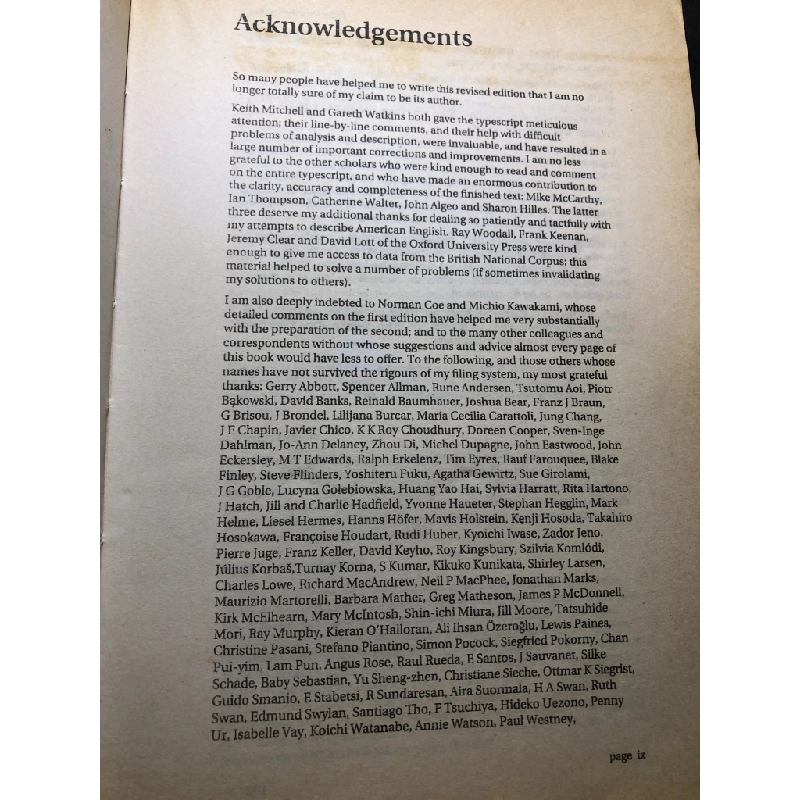 Acknowledgements
So many people have helped me to write this revised edition that I am no
longer totally sure of my claim to be its author.
Keith Mitchell and Gareth Watkins both gave the typescript meticulous
attention; their line-by-line comments, and their help with difficult
problems of analysis and description, were invaluable, and have resulted in a
large number of important corrections and improvements. I am no less
grateful to the other scholars who were kind enough to read and comment
on the entire typescript, and who have made an enormous contribution to
the clarity, accuracy and completeness of the finished text: Mike McCarthy,
Ian Thompson, Catherine Walter, John Algeo and Sharon Hilles. The latter
three deserve my additional thanks for dealing so patiently and tactfully with
my attempts to describe American English. Ray Woodall, Frank Keenan,
Jeremy Clear and David Lott of the Oxford University Press were kind
enough to give me access to data from the British National Corpus; this
material helped to solve a number of problems (if sometimes invalidating
my solutions to others).
I am also deeply indebted to Norman Coe and Michio Kawakami, whose
detailed comments on the first edition have helped me very substantially
with the preparation of the second; and to the many other colleagues and
correspondents without whose suggestions and advice almost every page of
this book would have less to offer. To the following, and those others whose
names have not survived the rigours of my filing system, my most grateful
thanks: Gerry Abbott, Spencer Allman, Rune Andersen, Tsutomu Aoi, Piotr
Bąkowski, David Banks, Reinald Baumhauer, Joshua Bear, Franz J Braun,
G Brisou, J Brondel, Lilijana Burcar, Maria Cecilia Carattoli, Jung Chang,
J F Chapin, Javier Chico, K K Roy Choudhury, Doreen Cooper, Sven-Inge
Dahlman, Jo-Ann Delaney, Zhou Di, Michel Dupagne, John Eastwood, John
Eckersley, M T Edwards, Ralph Erkelenz, Tim Eyres, Rauf Farouquee, Blake
Finley, Steve Flinders, Yoshiteru Fuku, Agatha Gewirtz, Sue Girolami,
J G Goble, Lucyna Gołebiowska, Huang Yao Hai, Sylvia Harratt, Rita Hartono,
J Hatch, Jill and Charlie Hadfield, Yvonne Haueter, Stephan Hegglin, Mark
Helme, Liesel Hermes, Hanns Höfer, Mavis Holstein, Kenji Hosoda, Takahiro
Hosokawa, Françoise Houdart, Rudi Huber, Kyoichi Iwase, Zador Jeno,
Pierre Juge, Franz Keller, David Keyho, Roy Kingsbury, Szilvia Komlódi,
Július Korbaš, Turnay Korna, S Kumar, Kikuko Kunikata, Shirley Larsen,
Charles Lowe, Richard MacAndrew, Neil P MacPhee, Jonathan Marks,
Maurizio Martorelli, Barbara Mather, Greg Matheson, James P McDonnell,
Kirk McElhearn, Mary McIntosh, Shin-ichi Miura, Jill Moore, Tatsuhide
Mori, Ray Murphy, Kieran O'Halloran, Ali Ihsan Özeroğlu, Lewis Paines,
Christine Pasani, Stefano Piantino, Simon Pocock, Siegfried Pokorny, Chan
Pui-yim, Lam Pun, Angus Rose, Raul Rueda, E Santos, J Sauvanet, Silke
Schade, Baby Sebastian, Yu Sheng-zhen, Christiane Sieche, Ottmar K Siegrist,
Guido Smanio, E Stabetsi, R Sundaresan, Aira Suormala, H A Swan, Ruth
Swan, Edmund Swylan, Santiago Tho, F Tsuchiya, Hideko Uezono, Penny
Ur, Isabelle Vay, Koichi Watanabe, Annie Watson, Paul Westney,
page ix